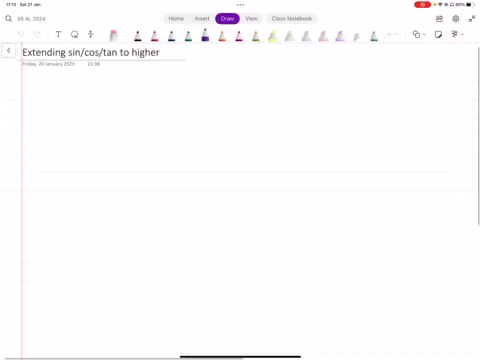 11:15 Sat 21 Jan
60%
S5 AL 2024
Home Insert Draw View Class Notebook
Extending sin/cos/tan to higher
Friday, 20 January 2023 15:38